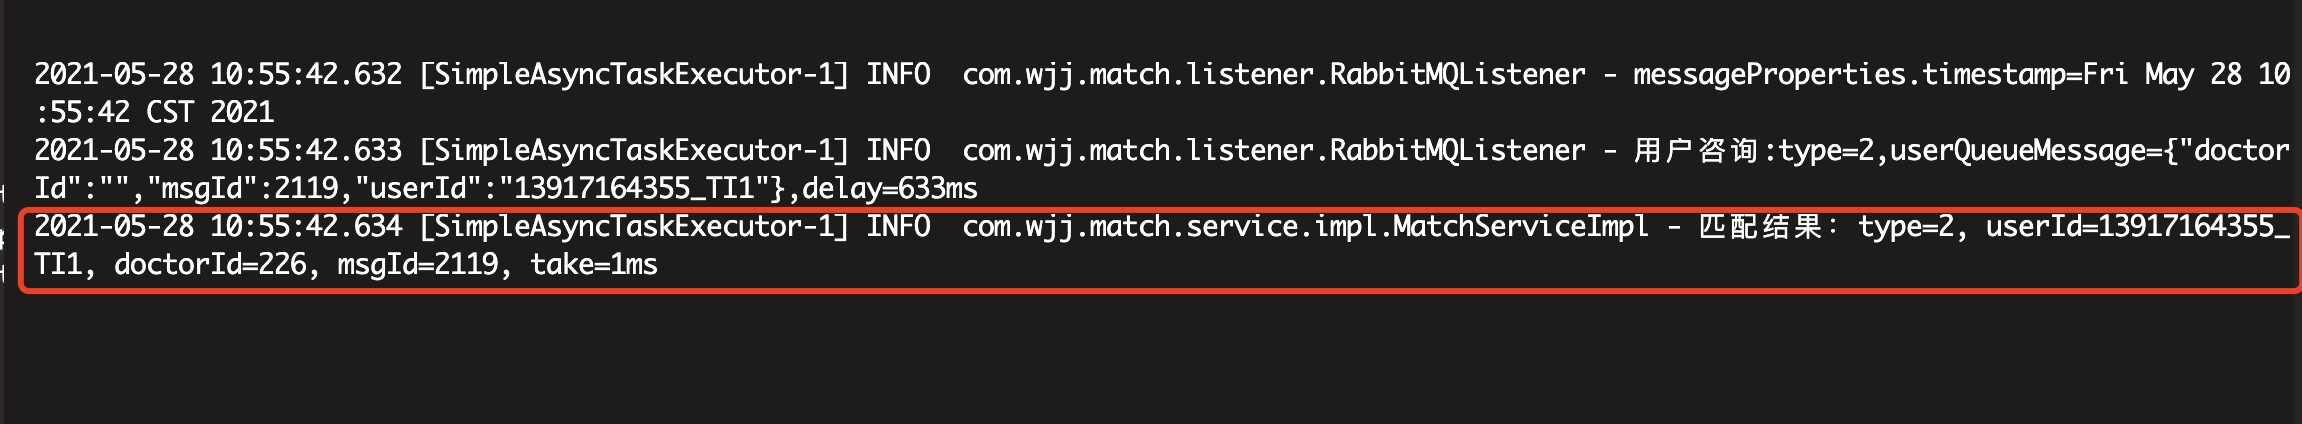 2021-05-28 10:55:42.632 [SimpleAsyncTaskExecutor-1] INFO  com.wjj.match.listener.RabbitMQListener - messageProperties.timestamp=Fri May 28 10
:55:42 CST 2021
2021-05-28 10:55:42.633 [SimpleAsyncTaskExecutor-1] INFO  com.wjj.match.listener.RabbitMQListener - 用户咨询:type=2,userQueueMessage={"doctor
Id":"","msgId":2119,"userId":"13917164355_TI1"},delay=633ms
2021-05-28 10:55:42.634 [SimpleAsyncTaskExecutor-1] INFO  com.wjj.match.service.impl.MatchServiceImpl - 匹配结果: type=2, userId=13917164355_
TI1, doctorId=226, msgId=2119, take=1ms